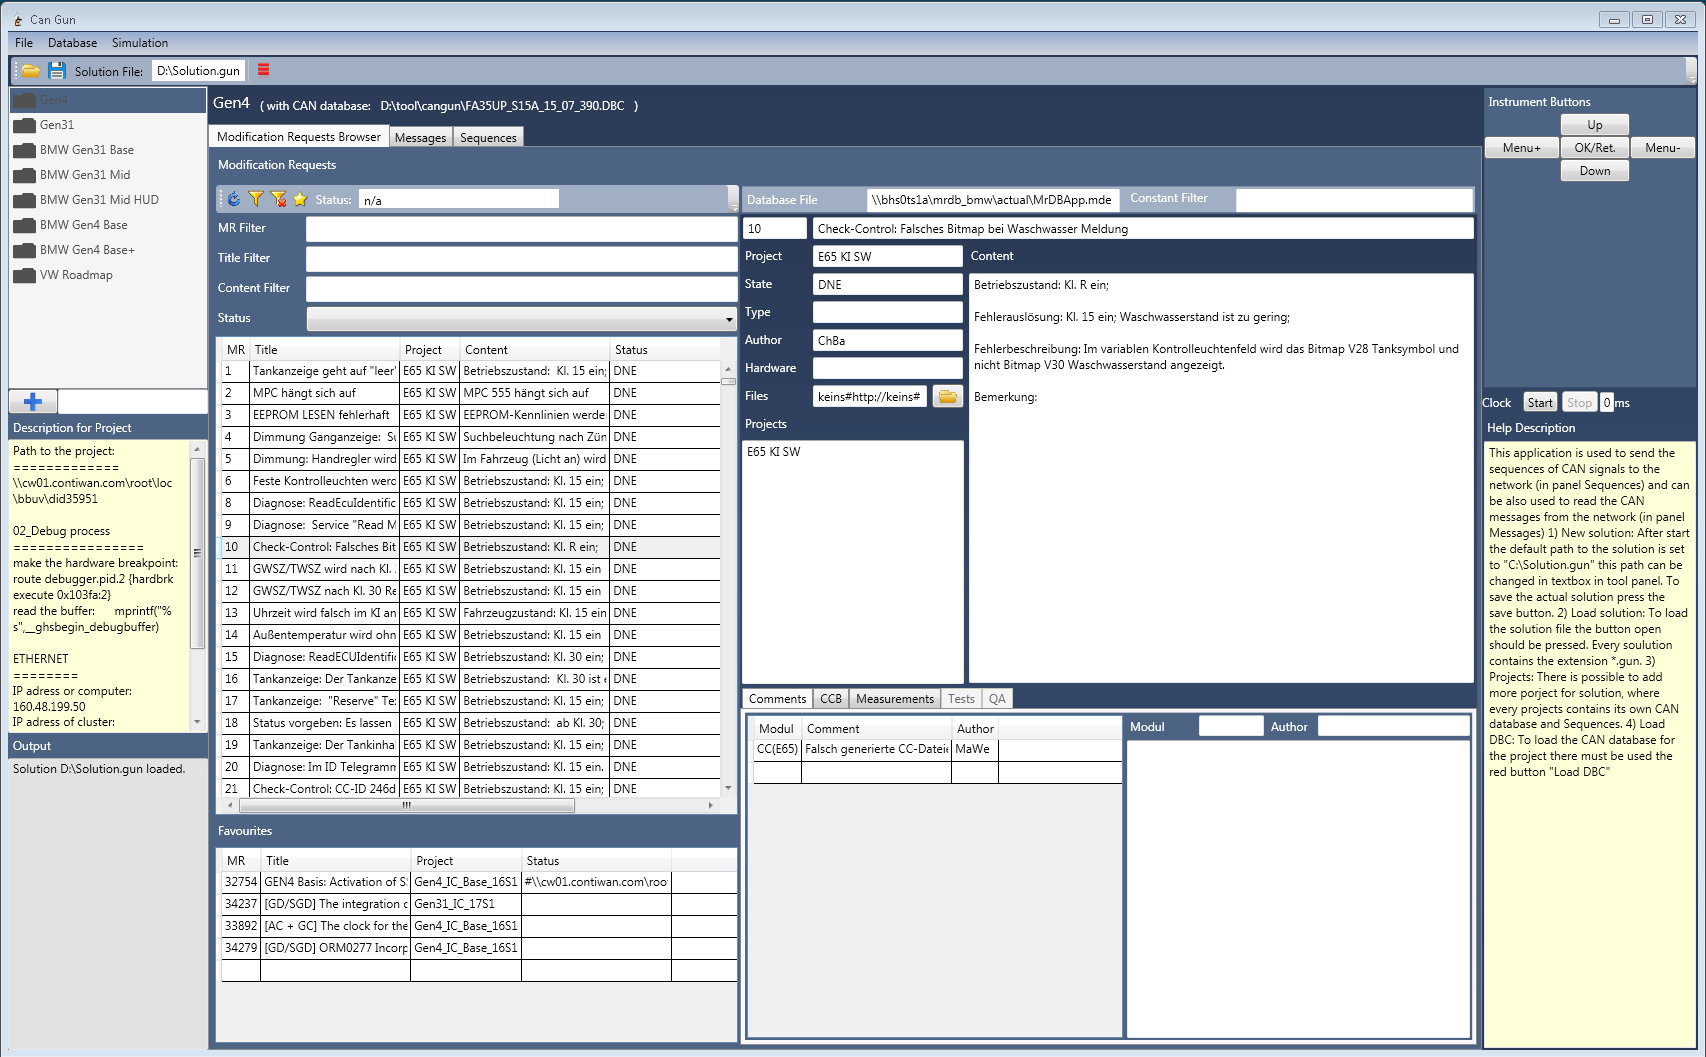 Can Gun
File Database Simulation
Solution File: D:\Solution.gun
Gen4
Gen31
BMW Gen31 Base
BMW Gen31 Mid
BMW Gen31 Mid HUD
BMW Gen4 Base
BMW Gen4 Base+
VW Roadmap
Description for Project
Path to the project:
=============
\\cw01.contiwan.com\root\loc
\bbuv\did35951
02_Debug process
================
make the hardware breakpoint:
route debugger.pid.2 {hardbrk
execute 0x103fa:2}
read the buffer: mprintf("%
s",__ghsbegin_debugbuffer)
ETHERNET
========
IP adress or computer:
160.48.199.50
IP adress of cluster:
Output
Solution D:\Solution.gun loaded.
Gen4 ( with CAN database: D:\tool\cangun\FA35UP_S15A_15_07_390.DBC )
Modification Requests Browser Messages Sequences
Modification Requests
Status: n/a
MR Filter
Title Filter
Content Filter
Status
MR Title Project Content Status
1 Tankanzeige geht auf "leer" E65 KI SW Betriebszustand: Kl. 15 ein; DNE
2 MPC hängt sich auf E65 KI SW MPC 555 hängt sich auf DNE
3 EEPROM LESEN fehlerhaft E65 KI SW EEPROM-Kennlinien werde DNE
4 Dimmung Ganganzeige: Su E65 KI SW Suchbeleuchtung nach Zün DNE
5 Dimmung: Handregler wird E65 KI SW Im Fahrzeug (Licht an) wird DNE
6 Feste Kontrolleuchten werd E65 KI SW Betriebszustand: Kl. 15 ein; DNE
8 Diagnose: ReadEcuIdentific E65 KI SW Betriebszustand: Kl. 15 ein; DNE
9 Diagnose: Service "Read M E65 KI SW Betriebszustand: Kl. 15 ein; DNE
10 Check-Control: Falsches Bit E65 KI SW Betriebszustand: Kl. R ein; DNE
11 GWSZ/TWSZ wird nach Kl. E65 KI SW Betriebszustand: Kl. 15 ein; DNE
12 GWSZ/TWSZ nach Kl. 30 Re E65 KI SW Betriebszustand: Kl. 15 ein; DNE
13 Uhrzeit wird falsch im KI an E65 KI SW Fahrzeugzustand: Kl. 15 ein DNE
14 Außentemperatur wird ohn E65 KI SW Betriebszustand: Kl. 15 ein DNE
15 Diagnose: ReadECUIdentifi E65 KI SW Betriebszustand: Kl. 30 ein; DNE
16 Tankanzeige: Der Tankanze E65 KI SW Betriebszustand: Kl. 30 ist e DNE
17 Tankanzeige: "Reserve" Te E65 KI SW Betriebszustand: Kl. 15 ein; DNE
18 Status vorgeben: Es lassen E65 KI SW Betriebszustand: ab Kl. 30; DNE
19 Tankanzeige: Der Tankinha E65 KI SW Betriebszustand: Kl. 15 ein; DNE
20 Diagnose: Im ID Telegramm E65 KI SW Betriebszustand: Kl. 15 ein. DNE
21 Check-Control: CC-ID 246d E65 KI SW Betriebszustand: Kl. 15 ein; DNE
Favourites
MR Title Project Status
32754 GEN4 Basis: Activation of S Gen4_IC_Base_16S1 #\\cw01.contiwan.com\roo
34237 [GD/SGD] The integration o Gen31_IC_17S1
33892 [AC + GC] The clock for the Gen4_IC_Base_16S1
34279 [GD/SGD] ORM0277 Incorp Gen4_IC_Base_16S1
Database File \\bhs0ts1a\mrdb_bmw\actual\MrDBApp.mde Constant Filter
10 Check-Control: Falsches Bitmap bei Waschwasser Meldung
Project E65 KI SW
State DNE
Type
Author ChBa
Hardware
Files keins#http://keins#
Projects
E65 KI SW
Content
Betriebszustand: Kl. R ein;
Fehlerauslösung: Kl. 15 ein; Waschwasserstand ist zu gering;
Fehlerbeschreibung: Im variablen Kontrolleuchtenfeld wird das Bitmap V28 Tanksymbol und
nicht Bitmap V30 Waschwasserstand angezeigt.
Bemerkung:
Comments CCB Measurements Tests QA
Modul Comment Author
CC(E65) Falsch generierte CC-Datei MaWe
Modul Author
Instrument Buttons
Up
Menu+ OK/Ret. Menu-
Down
Clock Start Stop 0 ms
Help Description
This application is used to send the
sequences of CAN signals to the
network (in panel Sequences) and can
be also used to read the CAN
messages from the network (in panel
Messages) 1) New solution: After start
the default path to the solution is set
to "C:\Solution.gun" this path can be
changed in textbox in tool panel. To
save the actual solution press the
save button. 2) Load solution: To load
the solution file the button open
should be pressed. Every soulution
contains the extension *.gun. 3)
Projects: There is possible to add
more porject for solution, where
every projects contains its own CAN
database and Sequences. 4) Load
DBC: To load the CAN database for
the project there must be used the
red button "Load DBC"